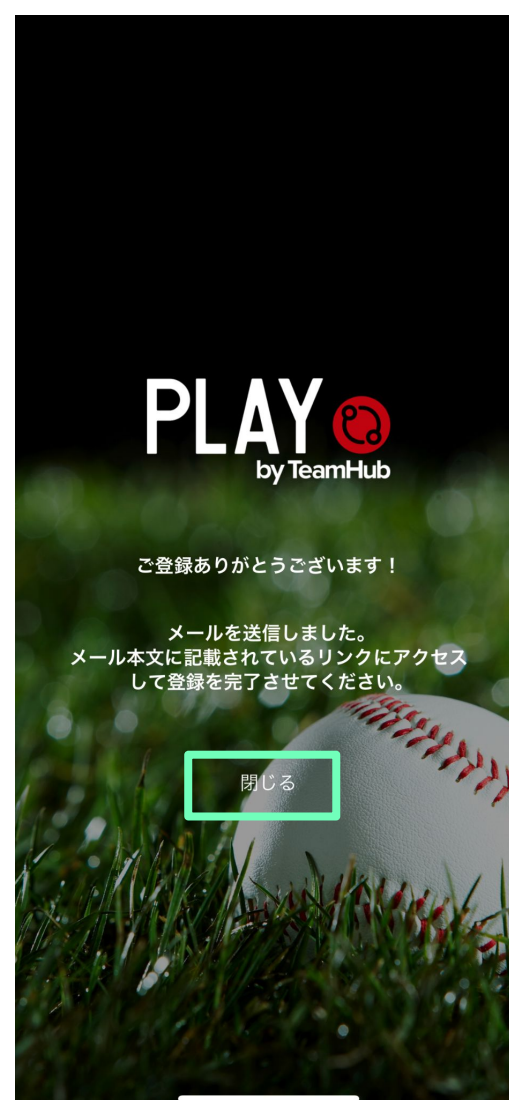 PLAY
by TeamHub
ご登録ありがとうございます！
メールを送信しました。
メール本文に記載されているリンクにアクセス
して登録を完了させてください。
閉じる